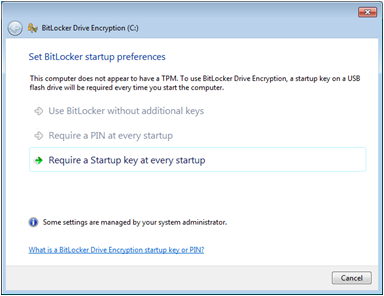 BitLocker Drive Encryption (C:)
Set BitLocker startup preferences
This computer does not appear to have a TPM. To use BitLocker Drive Encryption, a startup key on a USB
flash drive will be required every time you start the computer.
Use BitLocker without additional keys
Require a PIN at every startup
Require a Startup key at every startup
Some settings are managed by your system administrator.
What is a BitLocker Drive Encryption startup key or PIN?
Cancel